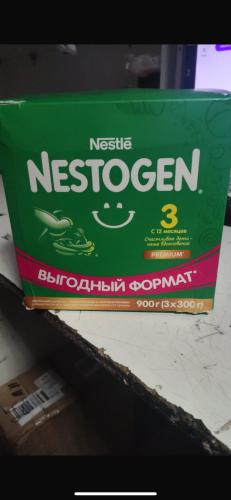 Nestlé
NESTOGEN®
3
С 12 месяцев
Счастливые дети –
наше вдохновение
PREMIUM
ВЫГОДНЫЙ ФОРМАТ*
900 г (3 х 300 г)